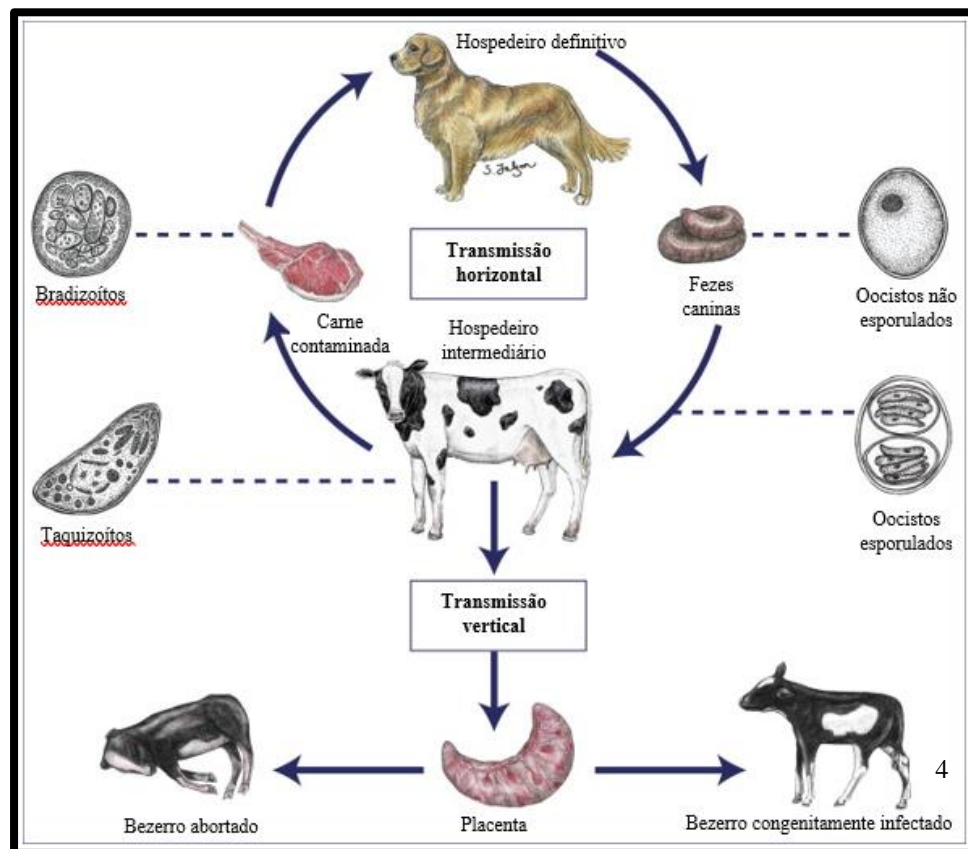 Hospedeiro definitivo
Transmissão
horizontal
Bradizoítos
Carne
contaminada
Hospedeiro
intermediário
Fezes
caninas
Oocistos não
esporulados
Taquizoítos
Oocistos
esporulados
Transmissão
vertical
Bezerro abortado
Placenta
Bezerro congenitamente infectado
4